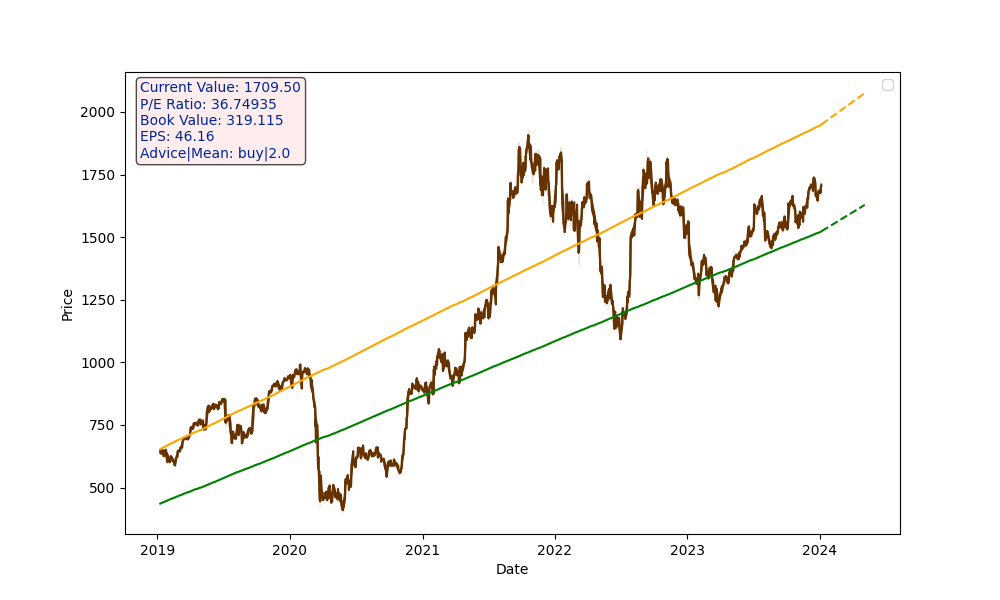 Current Value: 1709.50
P/E Ratio: 36.74935
Book Value: 319.115
EPS: 46.16
Advice|Mean: buy|2.0
2000
1750
1500
1250
1000
750
500
Price
2019 2020 2021 2022 2023 2024
Date